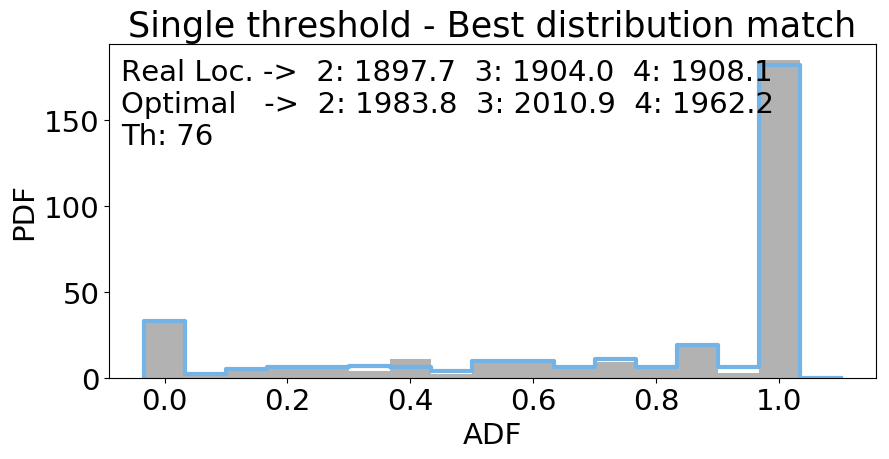 Single threshold - Best distribution match
Real Loc. -> 2: 1897.7 3: 1904.0 4: 1908.1
Optimal -> 2: 1983.8 3: 2010.9 4: 1962.2
Th: 76
PDF
150
100
50
0
0.0 0.2 0.4 0.6 0.8 1.0
ADF